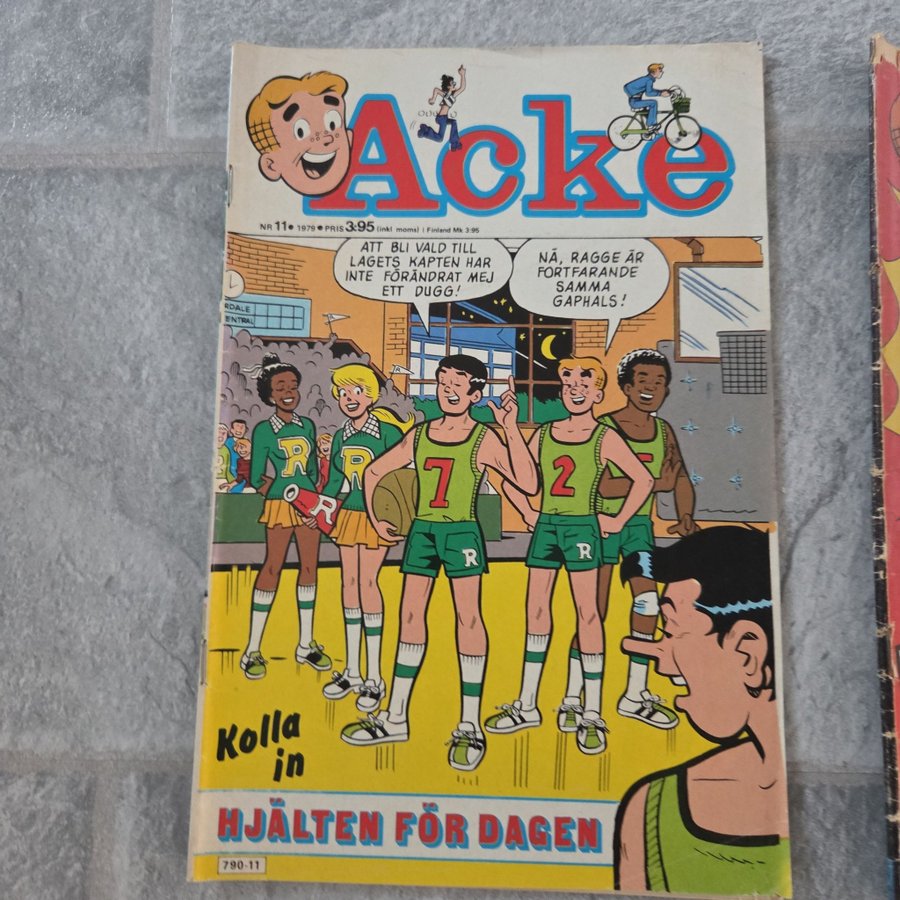 Acke
NR 11 • 1979 • PRIS 3:95 (inkl moms) i Finland Mk 3:95
ATT BLI VALD TILL
LAGETS KAPTEN HAR
INTE FÖRÄNDRAT MEJ
ETT DUGG!
NÄ, RAGGE ÄR
FORTFARANDE
SAMMA
GAPHALS!
RDALE
ENTRAL
R
R
R
7
2
R
R
Kolla
in
HJÄLTEN FÖR DAGEN
790-11